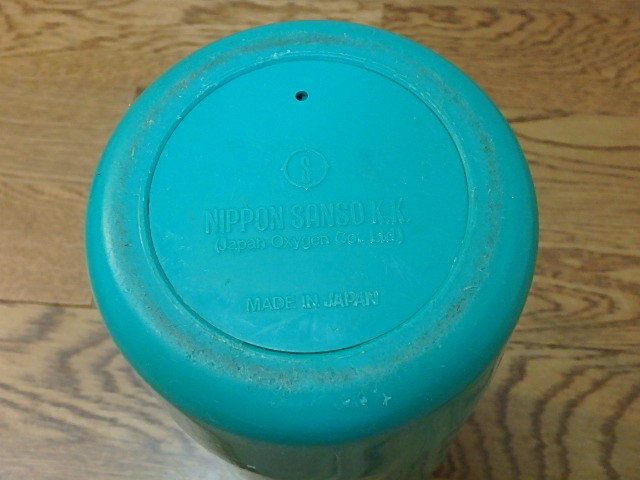 S
NIPPON SANSO K.K.
(Japan Oxygen Co., Ltd.)
MADE IN JAPAN